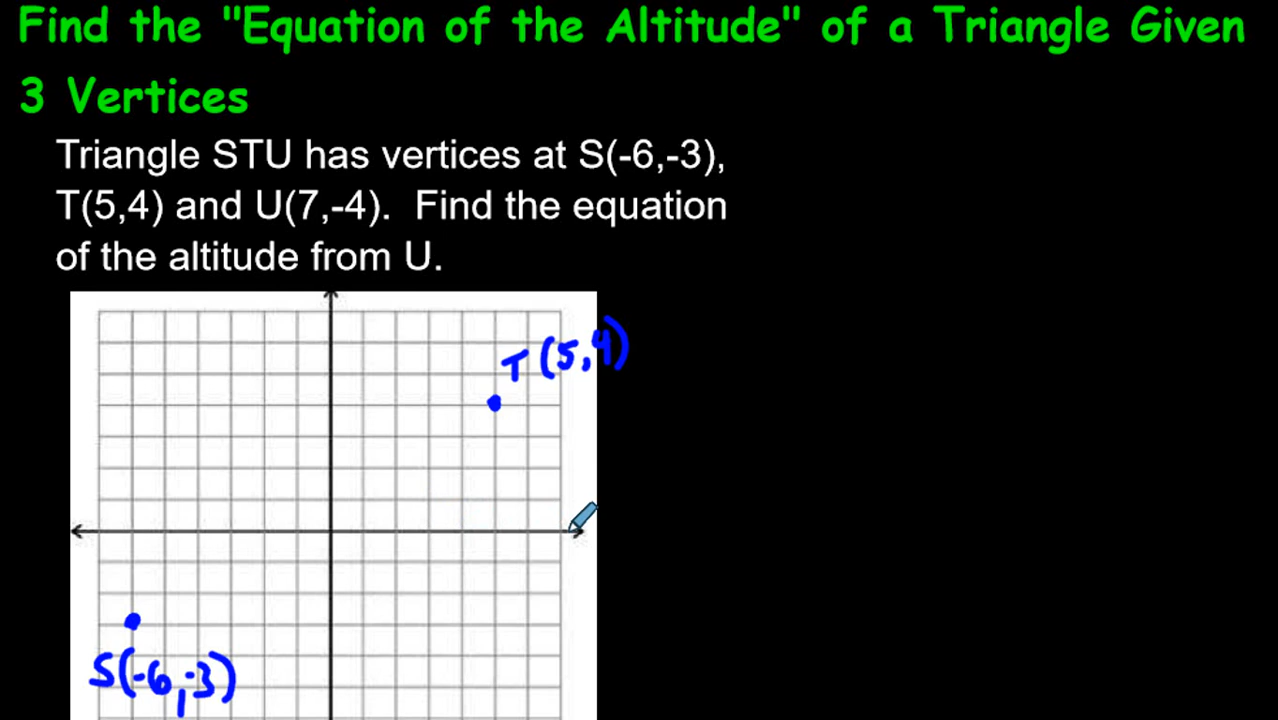 Find the "Equation of the Altitude" of a Triangle Given
3 Vertices
Triangle STU has vertices at S(-6,-3),
T(5,4) and U(7,-4).  Find the equation
of the altitude from U.
T (5,4)
S(-6,-3)